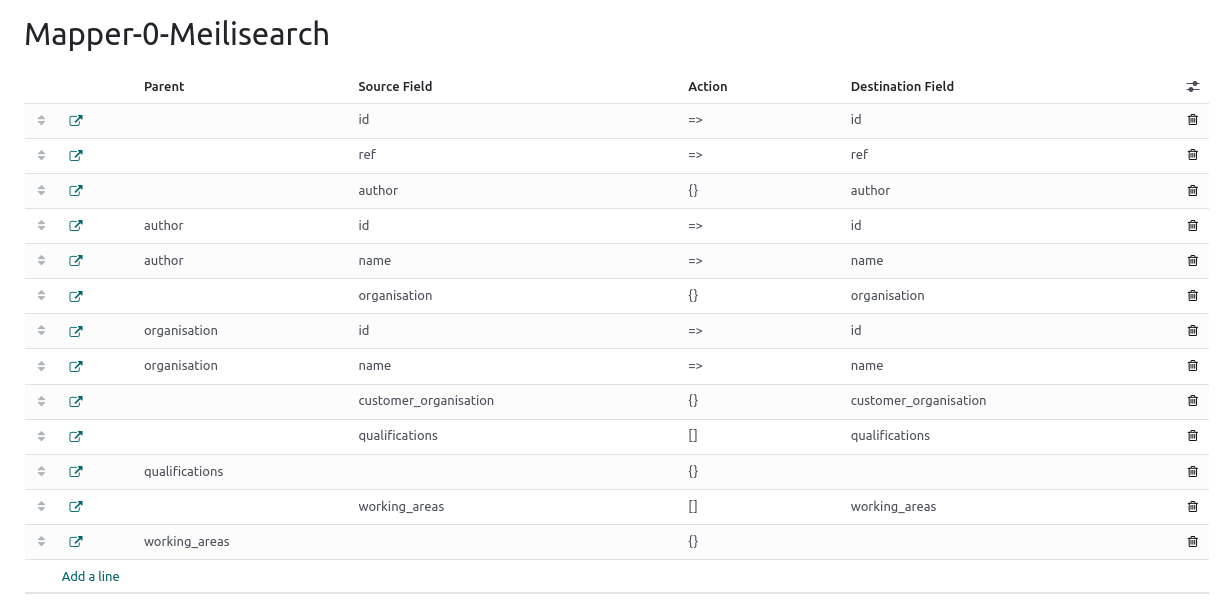 Mapper-0-Meilisearch
Parent Source Field Action Destination Field
id => id
ref => ref
author {} author
author id => id
author name => name
organisation {} organisation
organisation id => id
organisation name => name
customer_organisation {} customer_organisation
qualifications [] qualifications
qualifications {}
working_areas [] working_areas
working_areas {}
Add a line